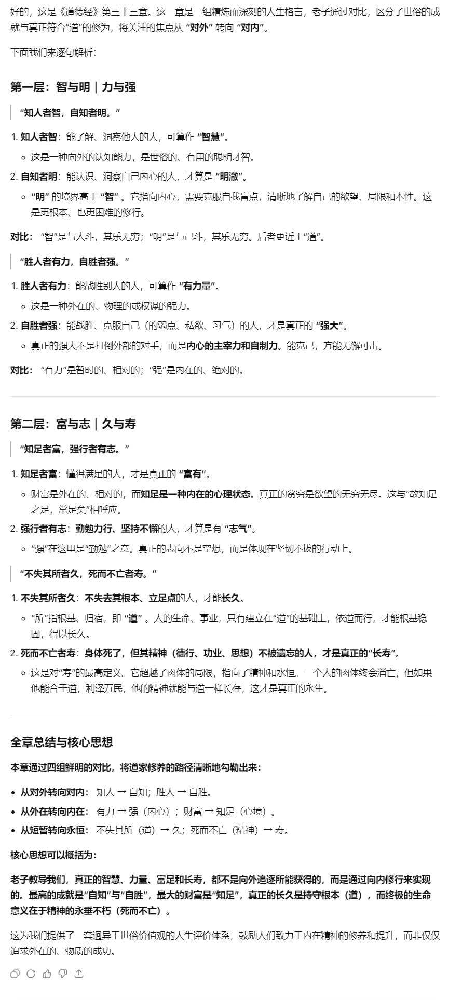 好的，这是《道德经》第三十三章。这一章是一组精炼而深刻的人生格言，老子通过对比，区分了世俗的成
就与真正符合“道”的修为，将关注的焦点从 “对外” 转向 “对内”。
下面我们来逐句解析：
第一层：智与明｜力与强
“知人者智，自知者明。”
1. 知人者智：能了解、洞察他人的人，可算作 “智慧”。
这是一种向外的认知能力，是世俗的、有用的聪明才智。
2. 自知者明：能认识、洞察自己内心的人，才算是 “明澈”。
“明” 的境界高于 “智” 。它指向内心，需要克服自我盲点，清晰地了解自己的欲望、局限和本性。这
是更根本、也更困难的修行。
对比： “智”是与人斗，其乐无穷；“明”是与己斗，其乐无穷。后者更近于“道”。
“胜人者有力，自胜者强。”
1. 胜人者有力：能战胜别人的人，可算作 “有力量”。
这是一种外在的、物理的或权谋的强力。
2. 自胜者强：能战胜、克服自己（的弱点、私欲、习气）的人，才是真正的 “强大”。
真正的强大不是打倒外部的对手，而是内心的主宰力和自制力。能克己，方能无懈可击。
对比： “有力”是暂时的、相对的；“强”是内在的、绝对的。
第二层：富与志｜久与寿
“知足者富，强行者有志。”
1. 知足者富：懂得满足的人，才是真正的 “富有”。
财富是外在的、相对的，而知足是一种内在的心理状态。真正的贫穷是欲望的无穷无尽。这与“故知足
之足，常足矣”相呼应。
2. 强行者有志：勤勉力行、坚持不懈的人，才算是有 “志气”。
“强”在这里是“勤勉”之意。真正的志向不是空想，而是体现在坚韧不拔的行动上。
“不失其所者久，死而不亡者寿。”
1. 不失其所者久：不失去其根本、立足点的人，才能长久。
“所”指根基、归宿，即 “道” 。人的生命、事业，只有建立在“道”的基础上，依道而行，才能根基稳
固，得以长久。
2. 死而不亡者寿：身体死了，但其精神（德行、功业、思想）不被遗忘的人，才是真正的“长寿”。
这是对“寿”的最高定义。它超越了肉体的局限，指向了精神和永恒。一个人的肉体终会消亡，但如果
他能合于道，利泽万民，他的精神就能与道一样长存，这才是真正的永生。
全章总结与核心思想
本章通过四组鲜明的对比，将道家修养的路径清晰地勾勒出来：
从对外转向对内： 知人 → 自知；胜人 → 自胜。
从外在转向内在： 有力 → 强（内心）；财富 → 知足（心境）。
从短暂转向永恒： 不失其所（道）→ 久；死而不亡（精神）→ 寿。
核心思想可以概括为：
老子教导我们，真正的智慧、力量、富足和长寿，都不是向外追逐所能获得的，而是通过向内修行来实现
的。最高的成就是“自知”与“自胜”，最大的财富是“知足”，真正的长久是持守根本（道），而终极的生命
意义在于精神的永垂不朽（死而不亡）。
这为我们提供了一套迥异于世俗价值观的人生评价体系，鼓励人们致力于内在精神的修养和提升，而非仅仅
追求外在的、物质的成功。